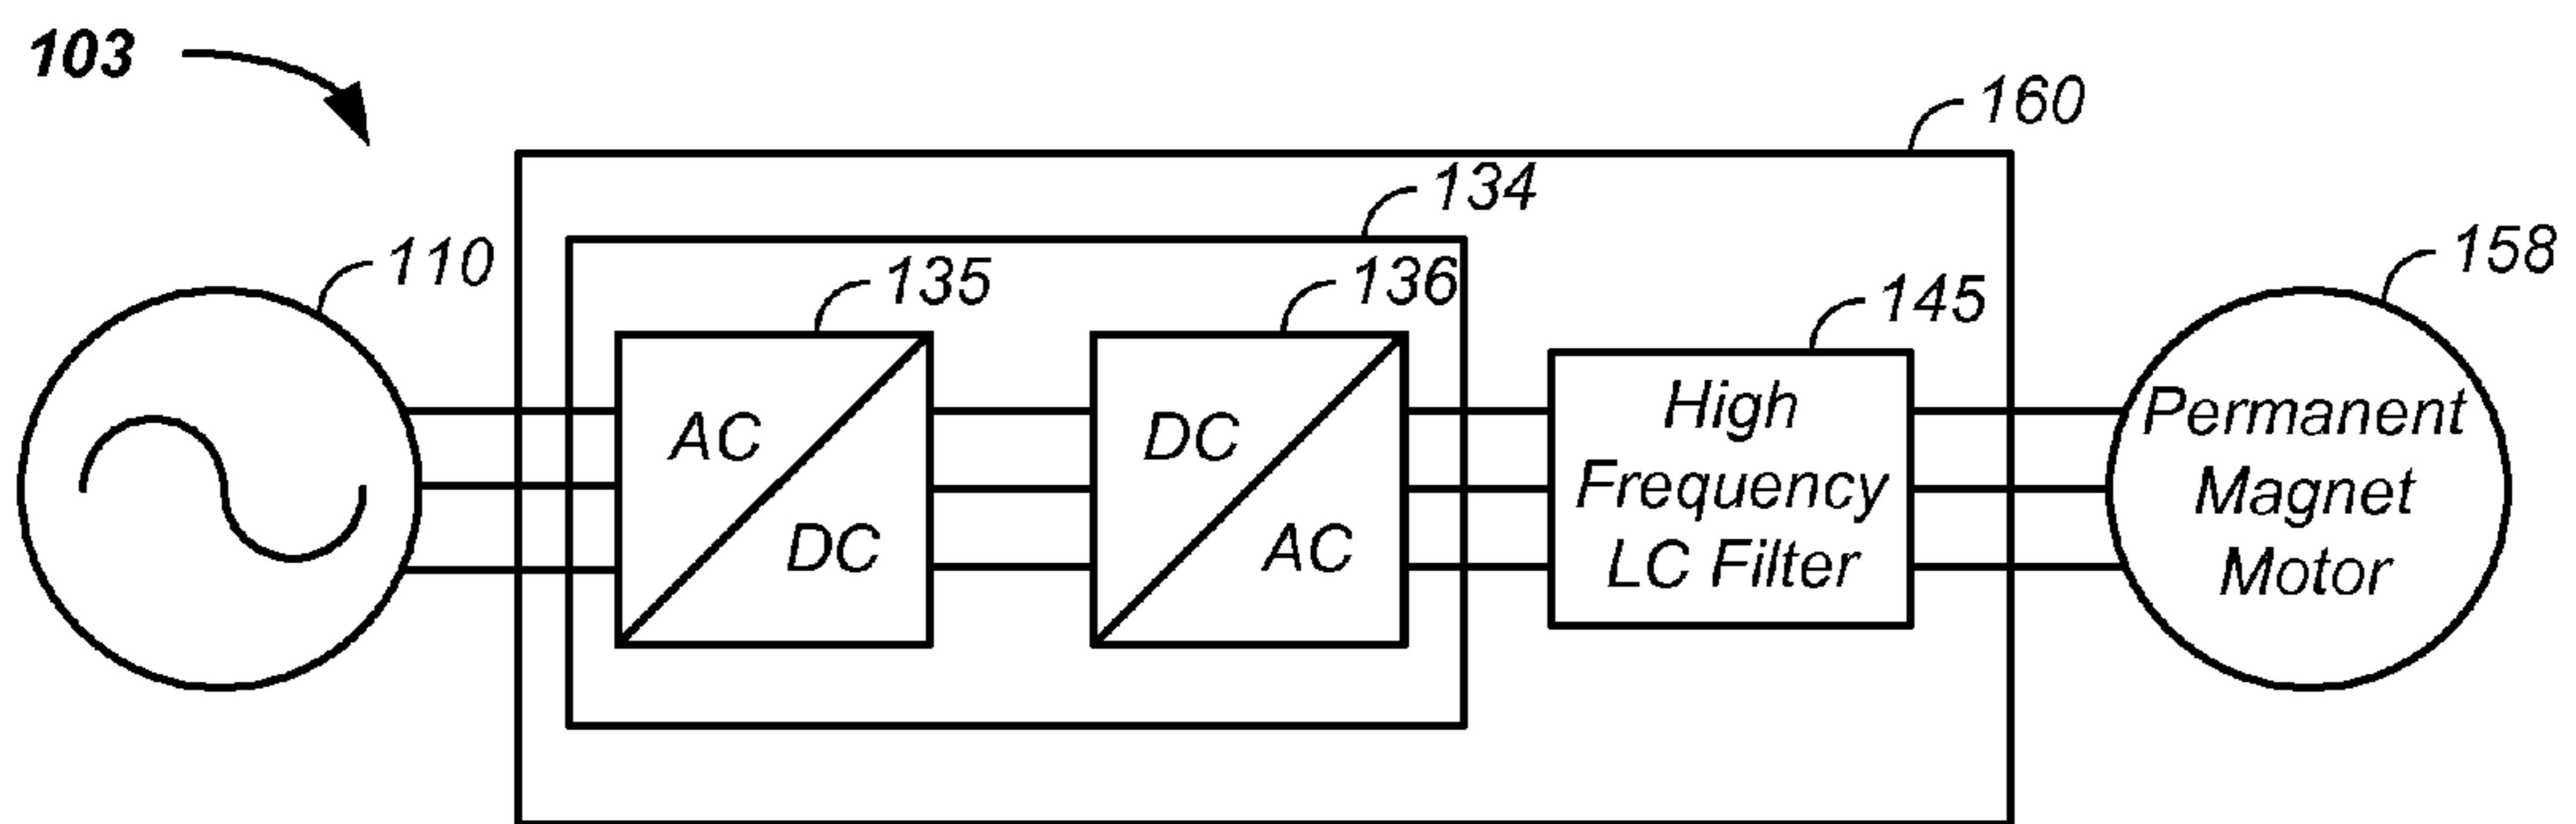 103
160
134
110
135
136
145
158
AC
DC
DC
AC
High
Frequency
LC Filter
Permanent
Magnet
Motor